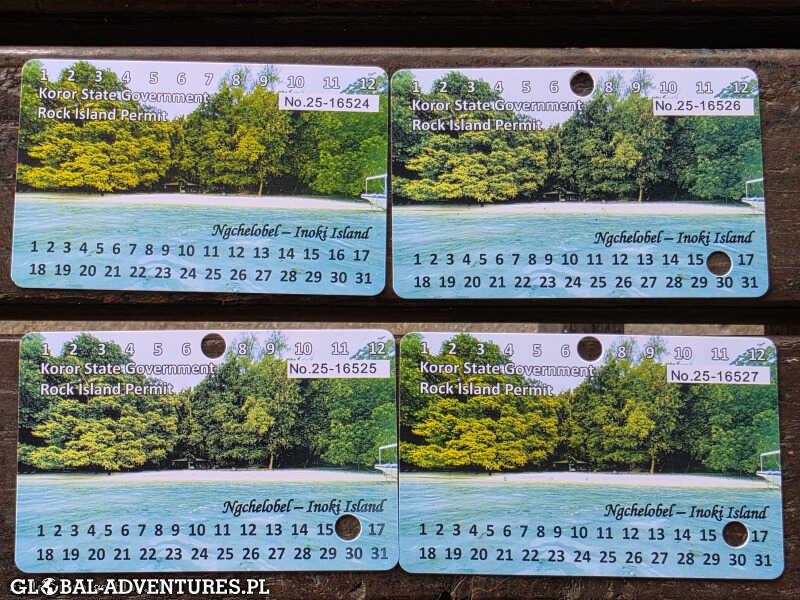 1 2 3 4 5 6 7 8 9 10 11 12
Koror State Government
Rock Island Permit
No.25-16524
Ngchelobel – Inoki Island
1 2 3 4 5 6 7 8 9 10 11 12 13 14 15 16 17
18 19 20 21 22 23 24 25 26 27 28 29 30 31
1 2 3 4 5 6 8 9 10 11 12
Koror State Government
Rock Island Permit
No.25-16526
Ngchelobel – Inoki Island
1 2 3 4 5 6 7 8 9 10 11 12 13 14 15 17
18 19 20 21 22 23 24 25 26 27 28 29 30 31
1 2 3 4 5 6 8 9 10 11 12
Koror State Government
Rock Island Permit
No.25-16525
Ngchelobel – Inoki Island
1 2 3 4 5 6 7 8 9 10 11 12 13 14 15 17
18 19 20 21 22 23 24 25 26 27 28 29 30 31
1 2 3 4 5 6 8 9 10 11 12
Koror State Government
Rock Island Permit
No.25-16527
Ngchelobel – Inoki Island
1 2 3 4 5 6 7 8 9 10 11 12 13 14 15 17
18 19 20 21 22 23 24 25 26 27 28 29 30 31
GLOBAL-ADVENTURES.PL